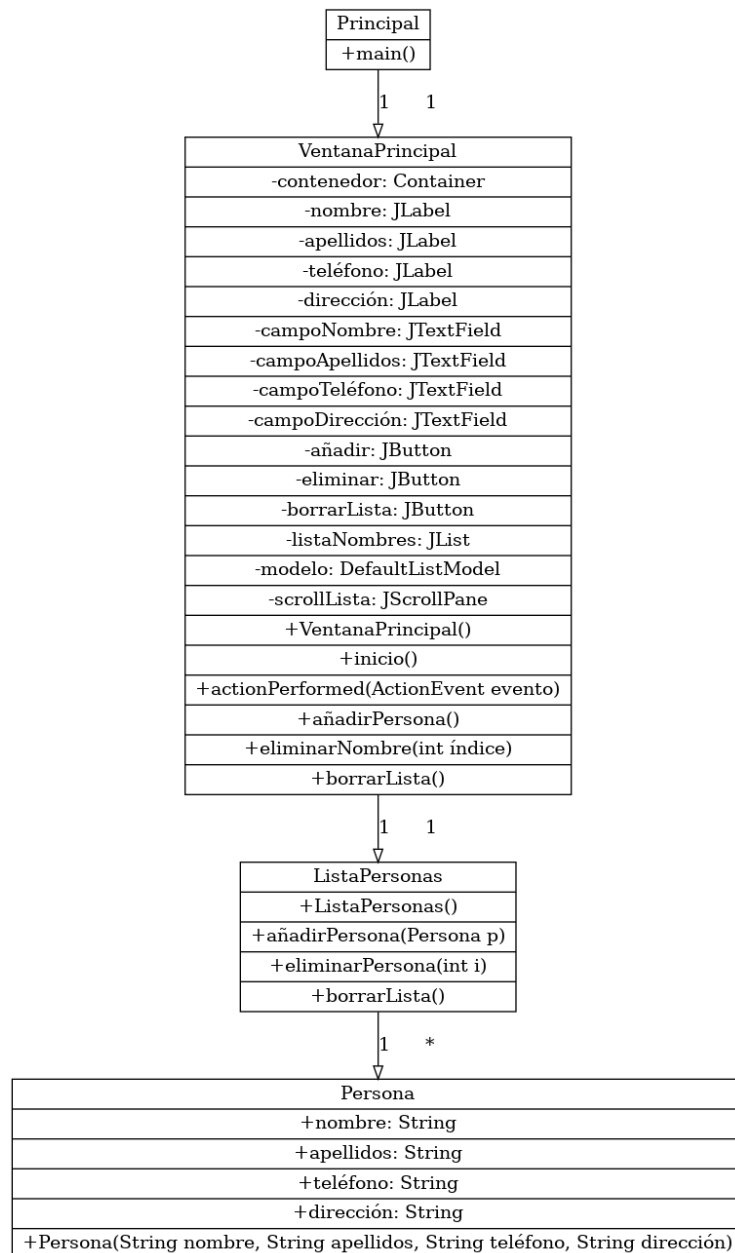 Principal
+main()
1 1
VentanaPrincipal
-contenedor: Container
-nombre: JLabel
-apellidos: JLabel
-teléfono: JLabel
-dirección: JLabel
-campoNombre: JTextField
-campoApellidos: JTextField
-campoTeléfono: JTextField
-campoDirección: JTextField
-añadir: JButton
-eliminar: JButton
-borrarLista: JButton
-listaNombres: JList
-modelo: DefaultListModel
-scrollLista: JScrollPane
+VentanaPrincipal()
+inicio()
+actionPerformed(ActionEvent evento)
+añadirPersona()
+eliminarNombre(int índice)
+borrarLista()
1 1
ListaPersonas
+ListaPersonas()
+añadirPersona(Persona p)
+eliminarPersona(int i)
+borrarLista()
1 *
Persona
+nombre: String
+apellidos: String
+teléfono: String
+dirección: String
+Persona(String nombre, String apellidos, String teléfono, String dirección)